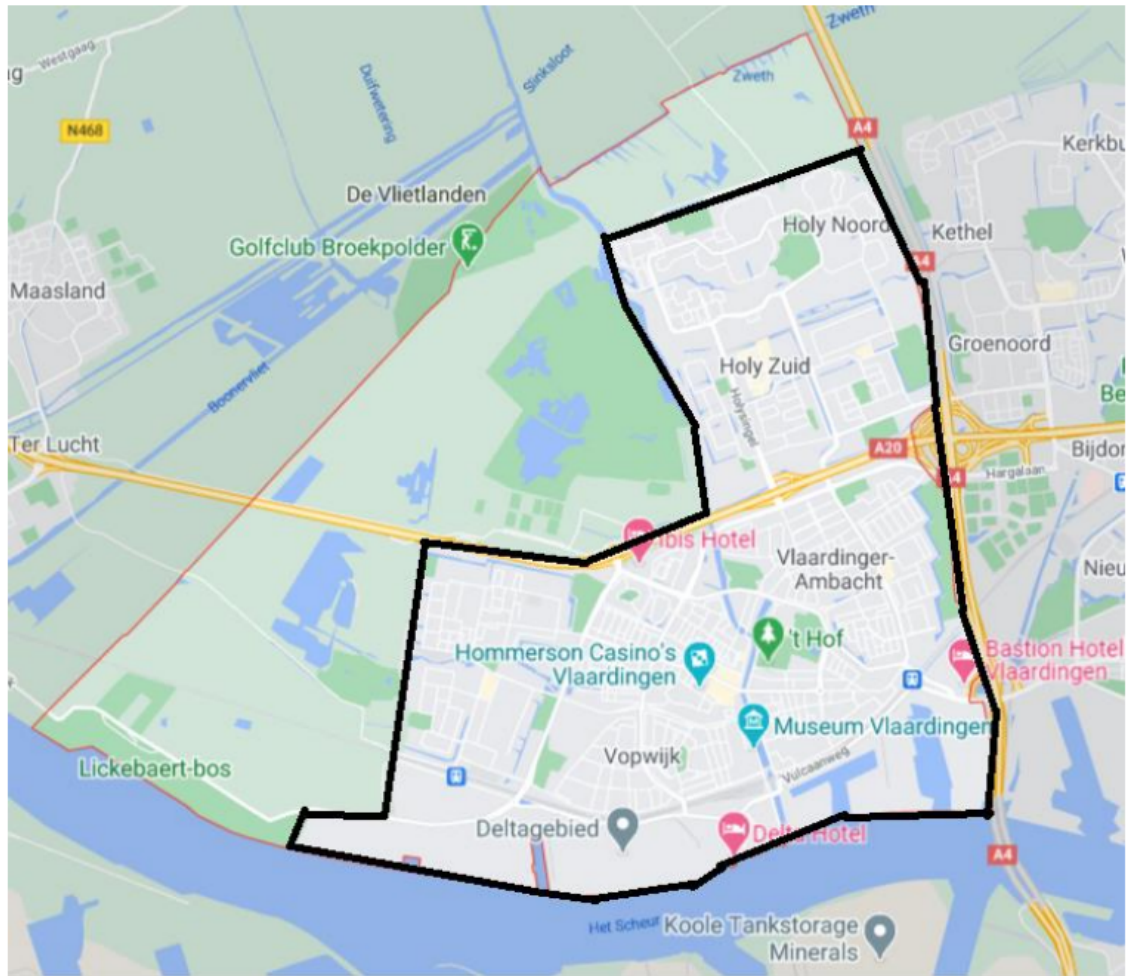 Zweth
Zweth
Westgaag
Slinksloot
Duifwetering
Zweth
N468
A4
Kerkbu
De Vlietlanden
Golfclub Broekpolder
Holy Noord
Kethel
A4
Maasland
Groenoord
Holy Zuid
Boonervliet
Be
Holysingel
Ter Lucht
A20
Bijdor
A4
Hargalaan
Ibis Hotel
Vlaardinger-
Ambacht
Nieu
't Hof
Hommerson Casino's
Vlaardingen
Bastion Hotel
Vlaardingen
Museum Vlaardingen
Vopwijk
Lickebaert-bos
Vulcaanweg
Deltagebied
Delta Hotel
A4
Het Scheur
Koole Tankstorage
Minerals